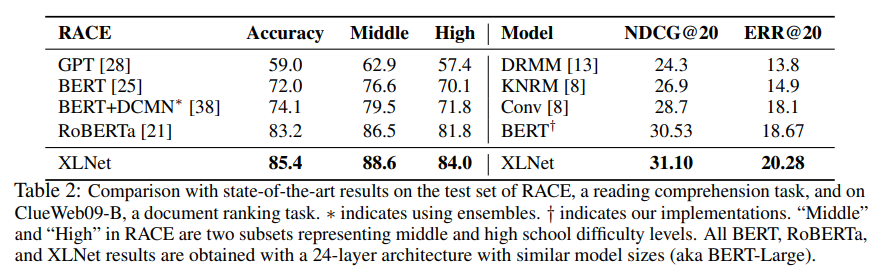 RACE Accuracy Middle High Model NDCG@20 ERR@20
GPT [28] 59.0 62.9 57.4 DRMM [13] 24.3 13.8
BERT [25] 72.0 76.6 70.1 KNRM [8] 26.9 14.9
BERT+DCMN∗ [38] 74.1 79.5 71.8 Conv [8] 28.7 18.1
RoBERTa [21] 83.2 86.5 81.8 BERT† 30.53 18.67
XLNet 85.4 88.6 84.0 XLNet 31.10 20.28
Table 2: Comparison with state-of-the-art results on the test set of RACE, a reading comprehension task, and on
ClueWeb09-B, a document ranking task. ∗ indicates using ensembles. † indicates our implementations. “Middle”
and “High” in RACE are two subsets representing middle and high school difficulty levels. All BERT, RoBERTa,
and XLNet results are obtained with a 24-layer architecture with similar model sizes (aka BERT-Large).